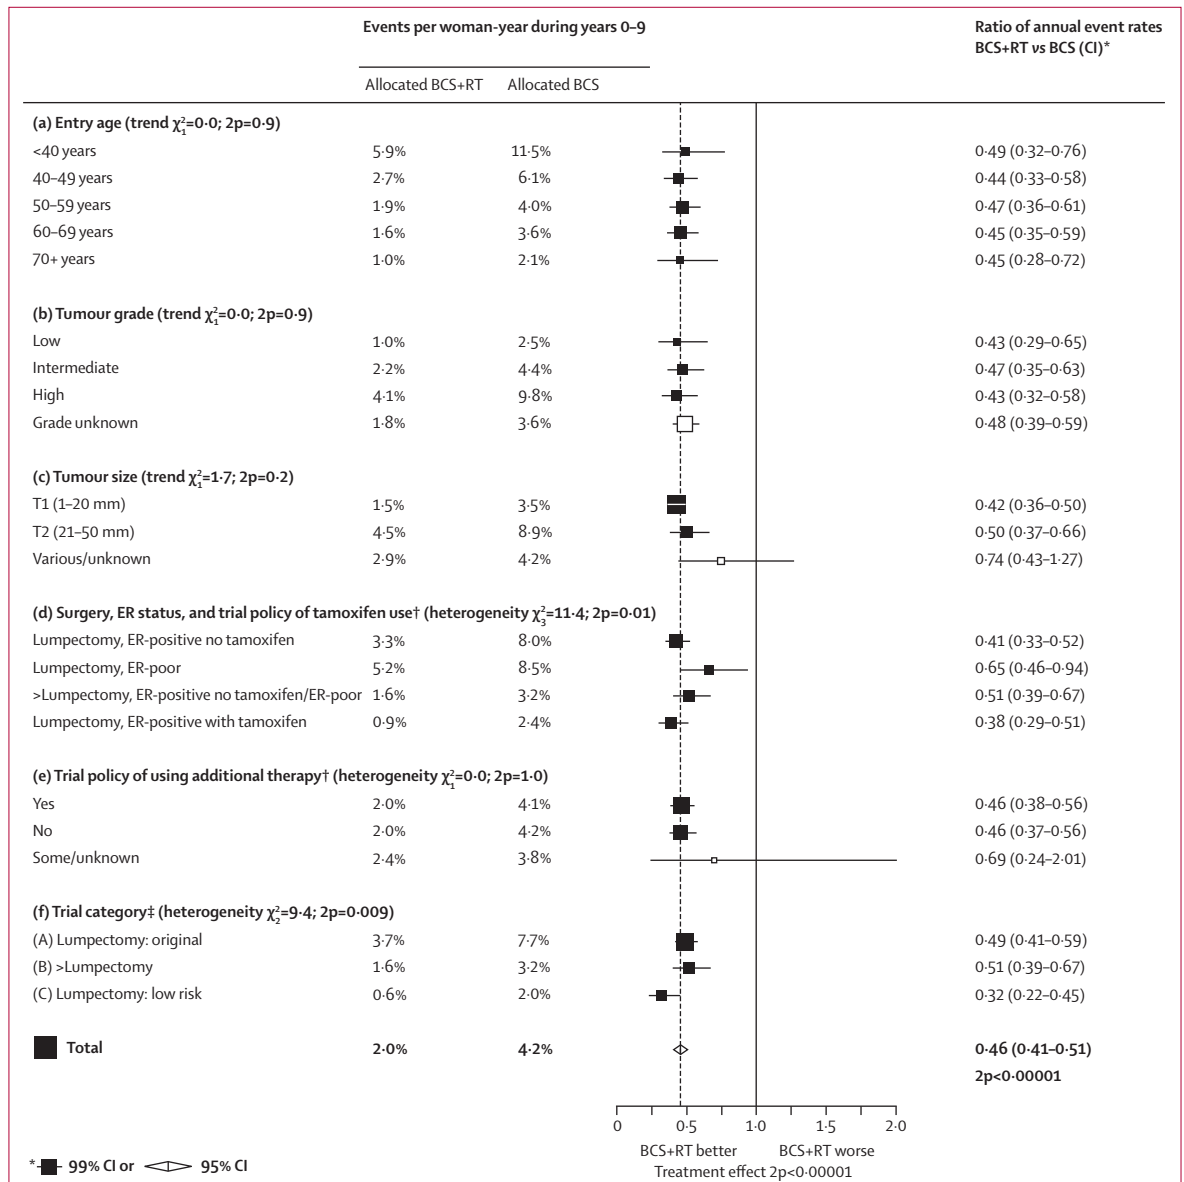 Events per woman-year during years 0–9 Ratio of annual event rates
BCS+RT vs BCS (CI)*
Allocated BCS+RT Allocated BCS
(a) Entry age (trend χ²₁=0·0; 2p=0·9)
<40 years 5·9% 11·5% 0·49 (0·32–0·76)
40–49 years 2·7% 6·1% 0·44 (0·33–0·58)
50–59 years 1·9% 4·0% 0·47 (0·36–0·61)
60–69 years 1·6% 3·6% 0·45 (0·35–0·59)
70+ years 1·0% 2·1% 0·45 (0·28–0·72)
(b) Tumour grade (trend χ²₁=0·0; 2p=0·9)
Low 1·0% 2·5% 0·43 (0·29–0·65)
Intermediate 2·2% 4·4% 0·47 (0·35–0·63)
High 4·1% 9·8% 0·43 (0·32–0·58)
Grade unknown 1·8% 3·6% 0·48 (0·39–0·59)
(c) Tumour size (trend χ²₁=1·7; 2p=0·2)
T1 (1–20 mm) 1·5% 3·5% 0·42 (0·36–0·50)
T2 (21–50 mm) 4·5% 8·9% 0·50 (0·37–0·66)
Various/unknown 2·9% 4·2% 0·74 (0·43–1·27)
(d) Surgery, ER status, and trial policy of tamoxifen use† (heterogeneity χ²₃=11·4; 2p=0·01)
Lumpectomy, ER-positive no tamoxifen 3·3% 8·0% 0·41 (0·33–0·52)
Lumpectomy, ER-poor 5·2% 8·5% 0·65 (0·46–0·94)
>Lumpectomy, ER-positive no tamoxifen/ER-poor 1·6% 3·2% 0·51 (0·39–0·67)
Lumpectomy, ER-positive with tamoxifen 0·9% 2·4% 0·38 (0·29–0·51)
(e) Trial policy of using additional therapy† (heterogeneity χ²₁=0·0; 2p=1·0)
Yes 2·0% 4·1% 0·46 (0·38–0·56)
No 2·0% 4·2% 0·46 (0·37–0·56)
Some/unknown 2·4% 3·8% 0·69 (0·24–2·01)
(f) Trial category‡ (heterogeneity χ²₂=9·4; 2p=0·009)
(A) Lumpectomy: original 3·7% 7·7% 0·49 (0·41–0·59)
(B) >Lumpectomy 1·6% 3·2% 0·51 (0·39–0·67)
(C) Lumpectomy: low risk 0·6% 2·0% 0·32 (0·22–0·45)
Total 2·0% 4·2% 0·46 (0·41–0·51)
2p<0·00001
0 0·5 1·0 1·5 2·0
BCS+RT better BCS+RT worse
Treatment effect 2p<0·00001
* 99% CI or 95% CI